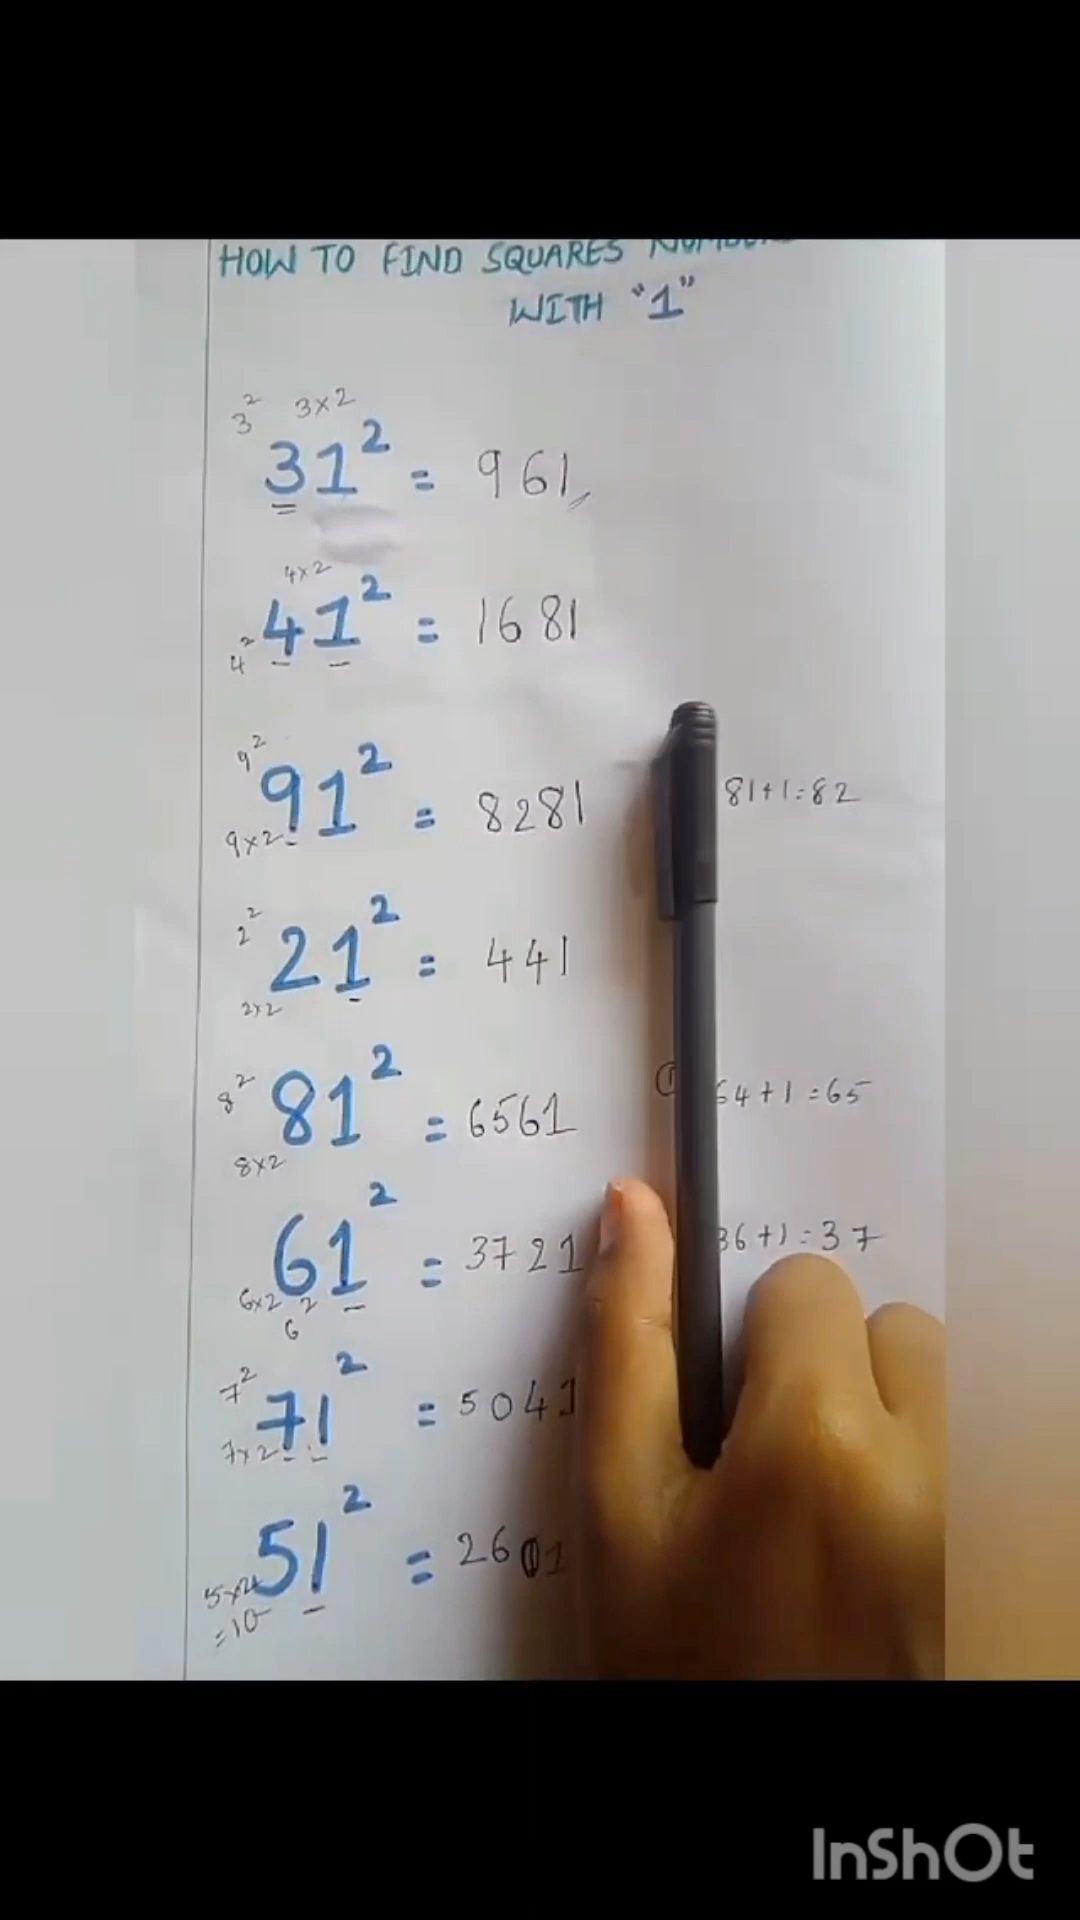 HOW TO FIND SQUARES
WITH "1"
3² 3×2
31² = 961
4×2
4² 41² = 1681
9²
91² = 8281 81+1=82
9×2
2²
21² = 441
2×2
8² 81² = 6561 64+1=65
8×2
61² = 3721 36+1=37
6×2 6²
7²
71² = 5041
7×2
51² = 2601
5×2
=10
InShOt